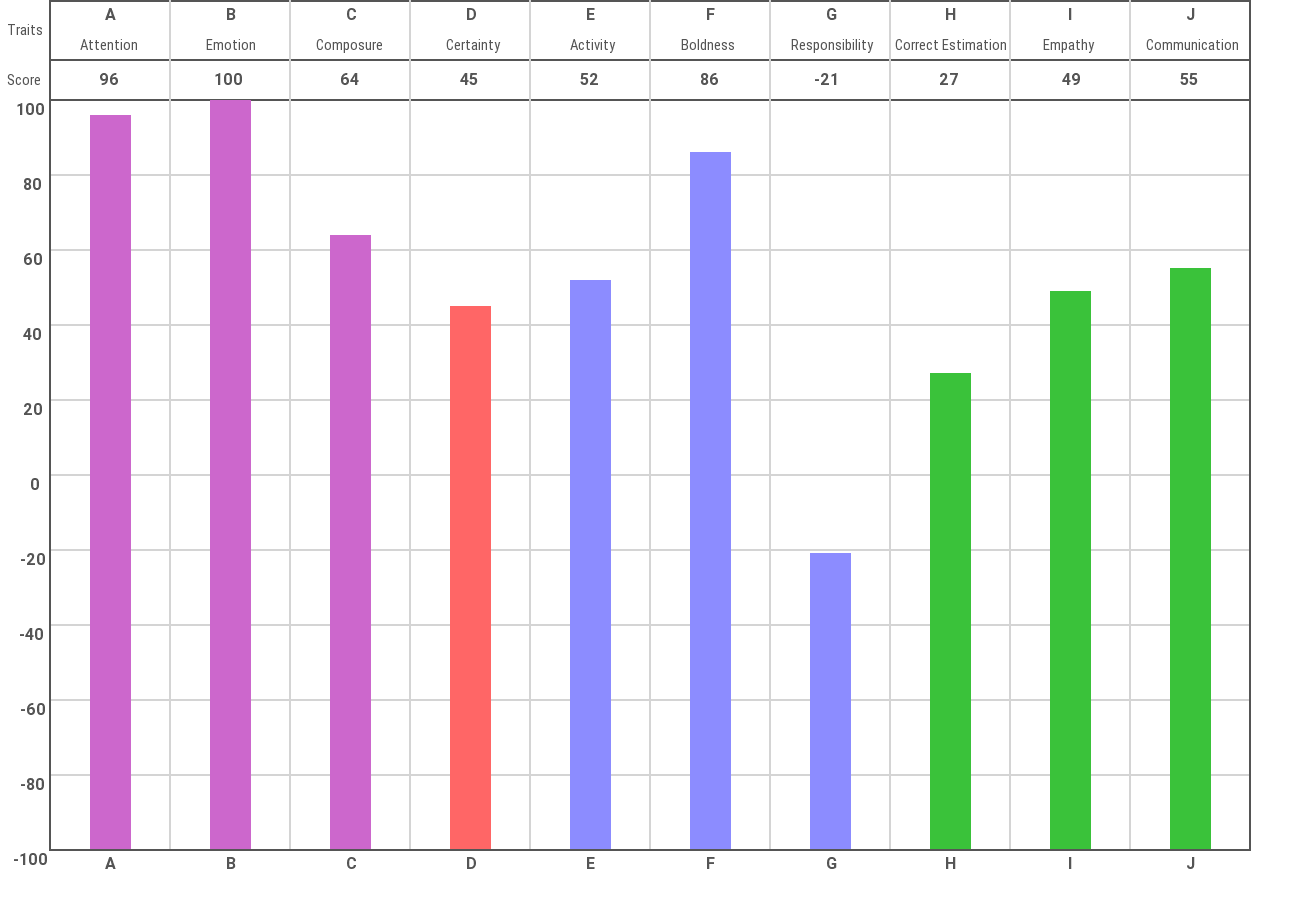 Traits A B C D E F G H I J
Attention Emotion Composure Certainty Activity Boldness Responsibility Correct Estimation Empathy Communication
Score 96 100 64 45 52 86 -21 27 49 55
100
80
60
40
20
0
-20
-40
-60
-80
-100
A B C D E F G H I J